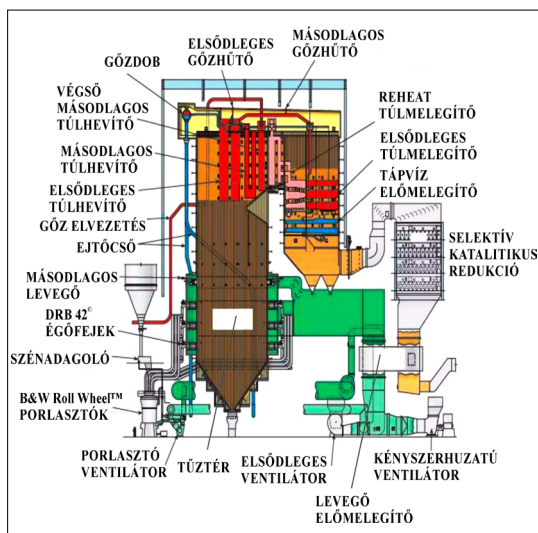 ELSŐDLEGES
GŐZHŰTŐ
MÁSODLAGOS
GŐZHŰTŐ
GŐZDOB
VÉGSŐ
MÁSODLAGOS
TÚLHEVÍTŐ
MÁSODLAGOS
TÚLHEVÍTŐ
ELSŐDLEGES
TÚLHEVÍTŐ
GŐZ ELVEZETÉS
EJTŐCSŐ
MÁSODLAGOS
LEVEGŐ
DRB 42©
ÉGŐFEJEK
SZÉNADAGOLÓ
B&W Roll Wheel™
PORLASZTÓK
REHEAT
TÚLMELEGÍTŐ
ELSŐDLEGES
TÚLMELEGÍTŐ
TÁPVÍZ
ELŐMELEGÍTŐ
SELEKTÍV
KATALITIKUS
REDUKCIÓ
PORLASZTÓ
VENTILÁTOR
TŰZTÉR
ELSŐDLEGES
VENTILÁTOR
LEVEGŐ
ELŐMELEGÍTŐ
KÉNYSZERHUZATÚ
VENTILÁTOR